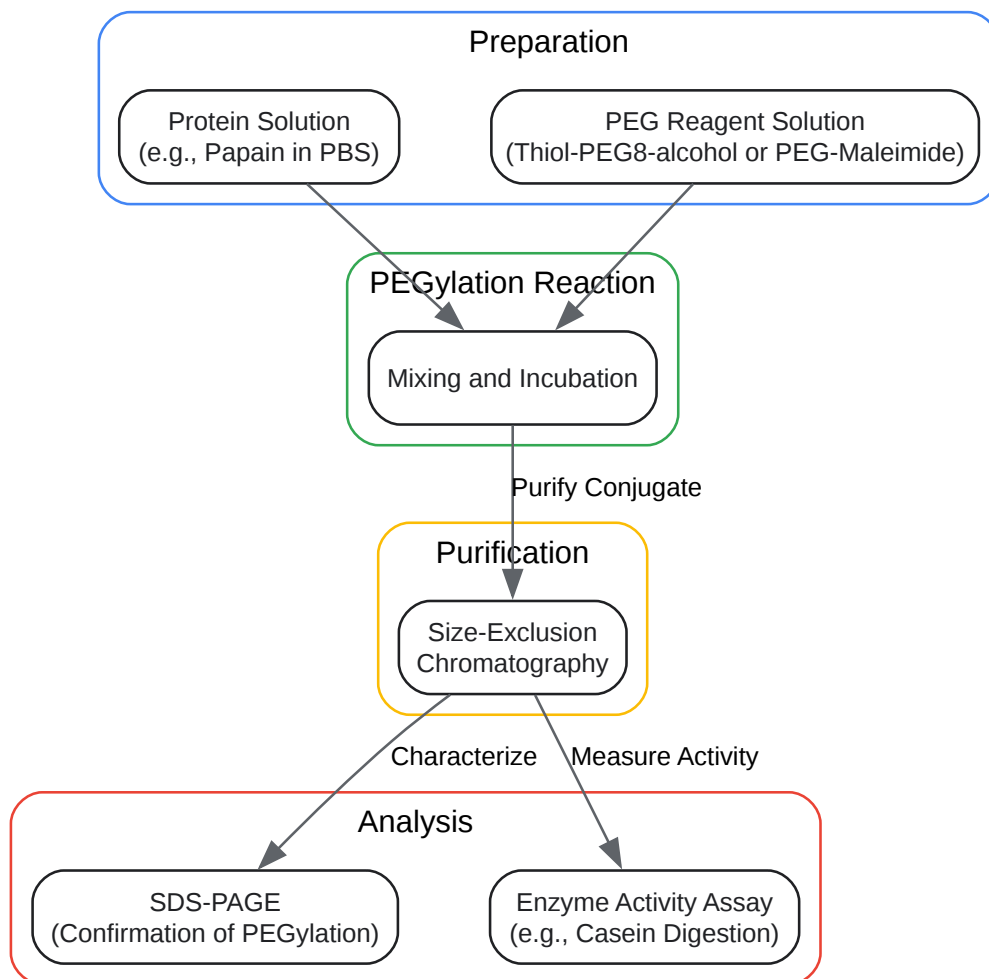 Preparation
Protein Solution
(e.g., Papain in PBS)
PEG Reagent Solution
(Thiol-PEG8-alcohol or PEG-Maleimide)
PEGylation Reaction
Mixing and Incubation
Purify Conjugate
Purification
Size-Exclusion
Chromatography
Characterize
Measure Activity
Analysis
SDS-PAGE
(Confirmation of PEGylation)
Enzyme Activity Assay
(e.g., Casein Digestion)